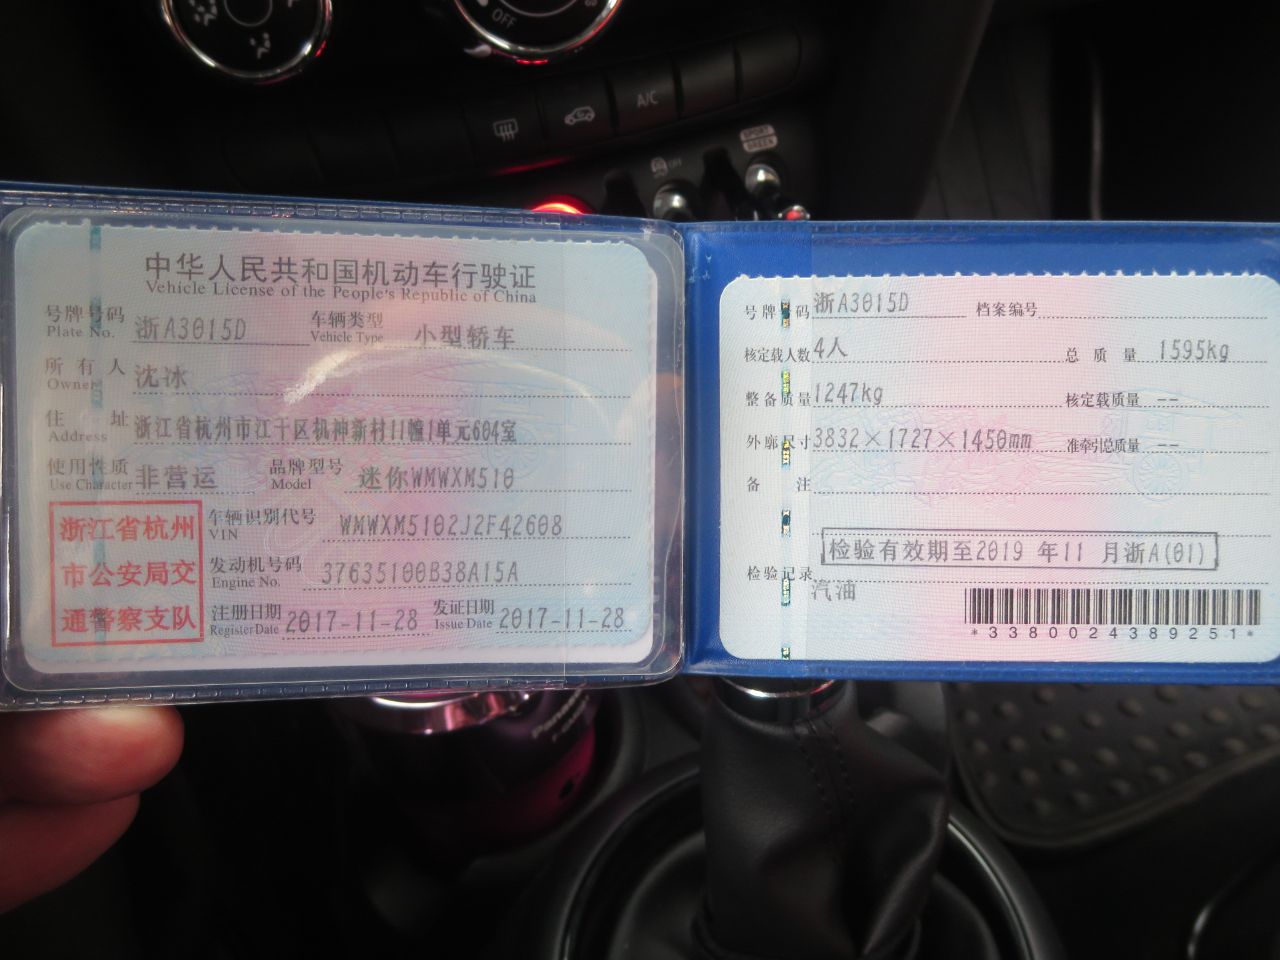 OFF
A/C
SPORT
GREEN
OFF
中华人民共和国机动车行驶证
Vehicle License of the People's Republic of China
号牌号码 浙A3015D 车辆类型 小型轿车
Plate No. Vehicle Type
所有人 沈冰
Owner
住址 浙江省杭州市江干区机神新村11幢1单元604室
Address
使用性质 非营运 品牌型号 迷你WMWXM510
Use Character Model
浙江省杭州
市公安局交
通警察支队
车辆识别代号 WMWXM5102J2F42608
VIN
发动机号码 37635100B38A15A
Engine No.
注册日期 2017-11-28 发证日期 2017-11-28
Register Date Issue Date
号牌号码 浙A3015D 档案编号
核定载人数 4人 总质量 1595kg
整备质量 1247kg 核定载质量 --
外廓尺寸 3832×1727×1450mm 准牵引总质量 --
备注
检验有效期至2019年11月浙A(01)
检验记录
汽油
*3380024389251*